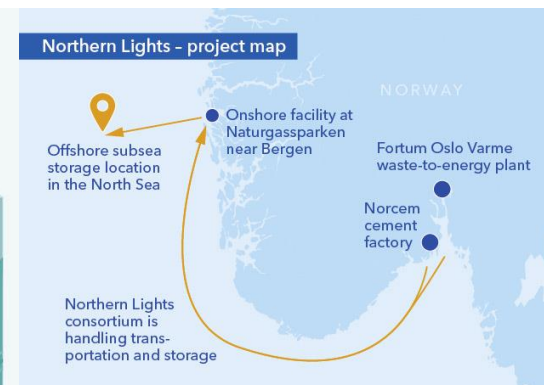 Northern Lights – project map
NORWAY
Onshore facility at
Naturgassparken
near Bergen
Offshore subsea
storage location
in the North Sea
Fortum Oslo Varme
waste-to-energy plant
Norcem
cement
factory
Northern Lights
consortium is
handling trans-
portation and storage